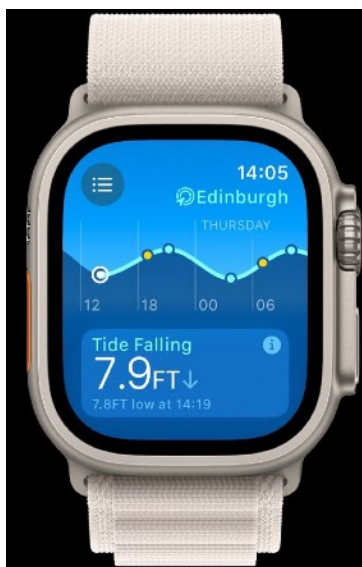 14:05
Edinburgh
THURSDAY
12 18 00 06
Tide Falling
7.9FT↓
7.8FT low at 14:19